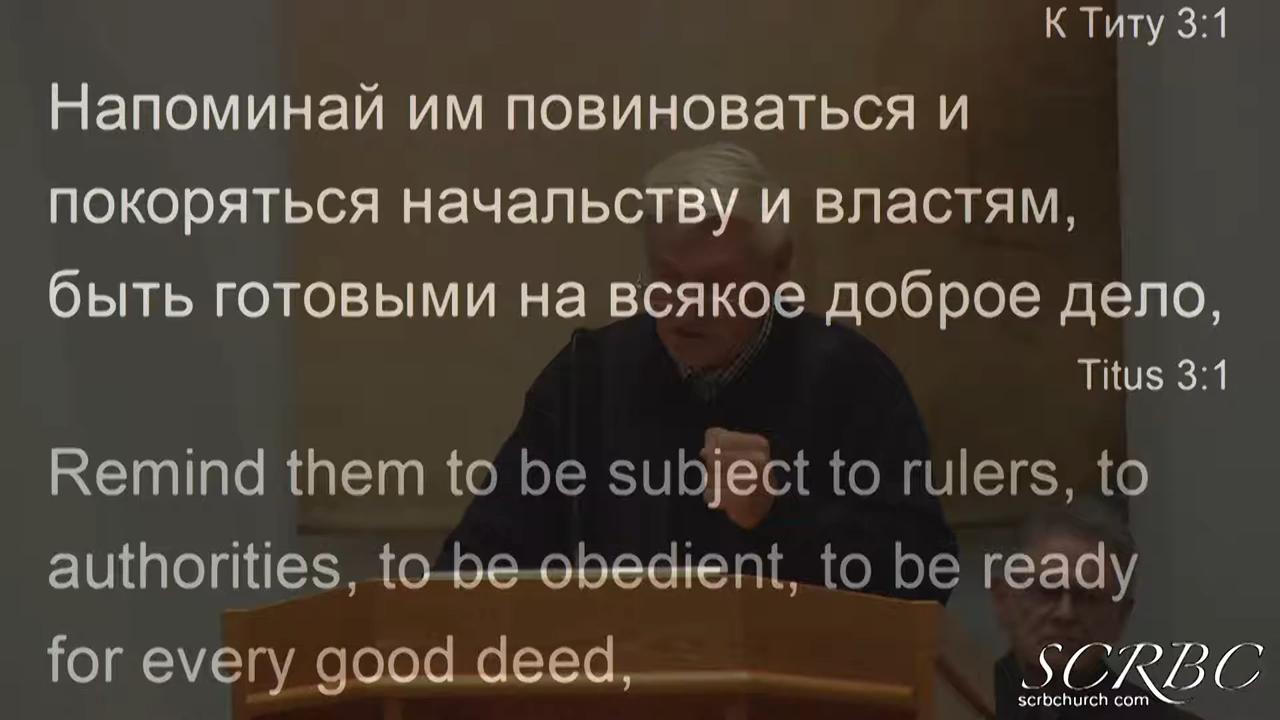 К Титу 3:1
Напоминай им повиноваться и
покоряться начальству и властям,
быть готовыми на всякое доброе дело,
Titus 3:1
Remind them to be subject to rulers, to
authorities, to be obedient, to be ready
for every good deed,
SCRBC
scrbchurch com